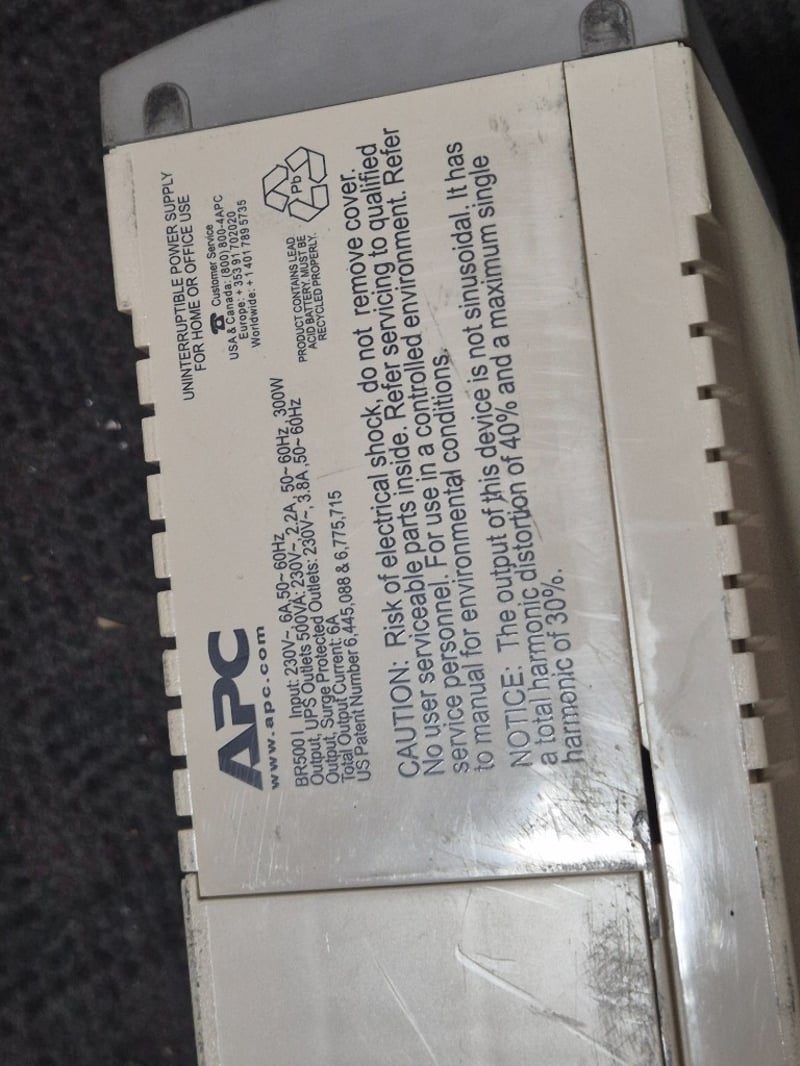 APC
www.apc.com
UNINTERRUPTIBLE POWER SUPPLY
FOR HOME OR OFFICE USE
☎ Customer Service
USA & Canada: (800) 800-4APC
Europe: + 353 91 702020
Worldwide: + 1 401 789 5735
BR500 I Input: 230V~, 6A, 50~60Hz
Output, UPS Outlets 500VA: 230V~, 2.2A, 50~ 60Hz, 300W
Output, Surge Protected Outlets: 230V~, 3.8A ,50~ 60Hz
Total Output Current: 6A
US Patent Number 6,445,088 & 6,775,715
PRODUCT CONTAINS LEAD
ACID BATTERY. MUST BE
RECYCLED PROPERLY.
Pb
CAUTION: Risk of electrical shock, do not remove cover.
No user serviceable parts inside. Refer servicing to qualified
service personnel. For use in a controlled environment. Refer
to manual for environmental conditions.
NOTICE: The output of this device is not sinusoidal. It has
a total harmonic distortion of 40% and a maximum single
harmonic of 30%.